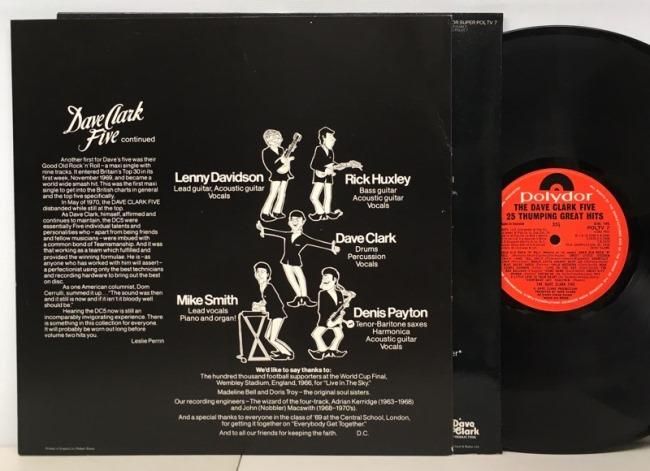 Dave Clark
Five continued
Another first for Dave's five was their
Good Old Rock 'n' Roll – a maxi single with
nine tracks. It entered Britain's Top 30 in its
first week, November 1969, and became a
world wide smash hit. This was the first maxi
single to get into the British charts in general
and the top five specifically.
In May of 1970, the DAVE CLARK FIVE
disbanded while still at the top.
As Dave Clark, himself, affirmed and
continues to maintain, the DC5 were
essentially Five individual talents and
personalities who – apart from being friends
and fellow musicians – were imbued with
a common bond of Teamsmanship. And it was
that working as a team which fulfilled and
provided the winning formulae. He is – as
anyone who has worked with him will assert –
a perfectionist using only the best technicians
and recording hardware to bring out the best
on disc.
As one American columnist, Dom
Cerrulli, summed it up... "The sound was then
and it still is now and if it isn't it bloody well
should be."
Hearing the DC5 now is still an
incomparably invigorating experience. There
is something in this collection for everyone.
It will probably be worn out long before
volume two hits you.
Leslie Perrin
Lenny Davidson
Lead guitar, Acoustic guitar
Vocals
Rick Huxley
Bass guitar
Acoustic guitar
Vocals
Dave Clark
Drums
Percussion
Vocals
Mike Smith
Lead vocals
Piano and organ!
Denis Payton
Tenor-Baritone saxes
Harmonica
Acoustic guitar
Vocals
We'd like to say thanks to:
The hundred thousand football supporters at the World Cup Final,
Wembley Stadium, England, 1966, for "Live In The Sky."
Madeline Bell and Doris Troy – the original soul sisters.
Our recording engineers – The wizard of the four-track, Adrian Kerridge (1963–1968)
and John (Nobbler) Macswith (1968–1970's).
And a special thanks to everyone in the class of '69 at the Central School, London,
for getting it together on "Everybody Get Together."
And to all our friends for keeping the faith. D.C.
SUPER POLTV 7
Polydor
THE DAVE CLARK FIVE
25 THUMPING GREAT HITS
33⅓
POLTV 7
THE DAVE CLARK FIVE
Dave
Clark